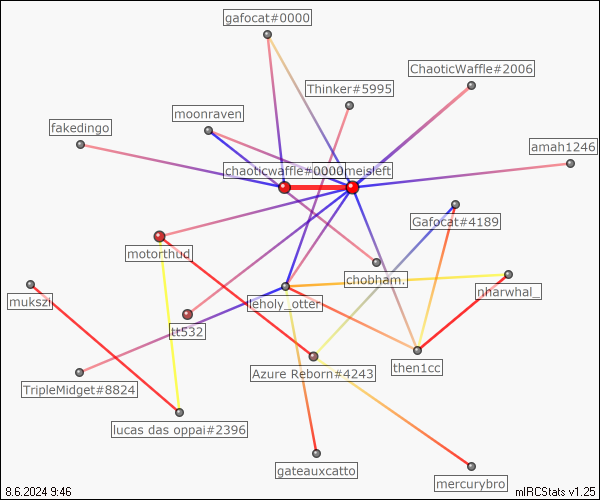 gafocat#0000
ChaoticWaffle#2006
Thinker#5995
moonraven
fakedingo
amah1246
chaoticwaffle#0000
meisleft
Gafocat#4189
motorthud
chobham.
nharwhal_
mukszi
leholy_otter
tt532
then1cc
Azure Reborn#4243
TripleMidget#8824
lucas das oppai#2396
gateauxcatto
mercurybro
8.6.2024 9:46
mIRCStats v1.25